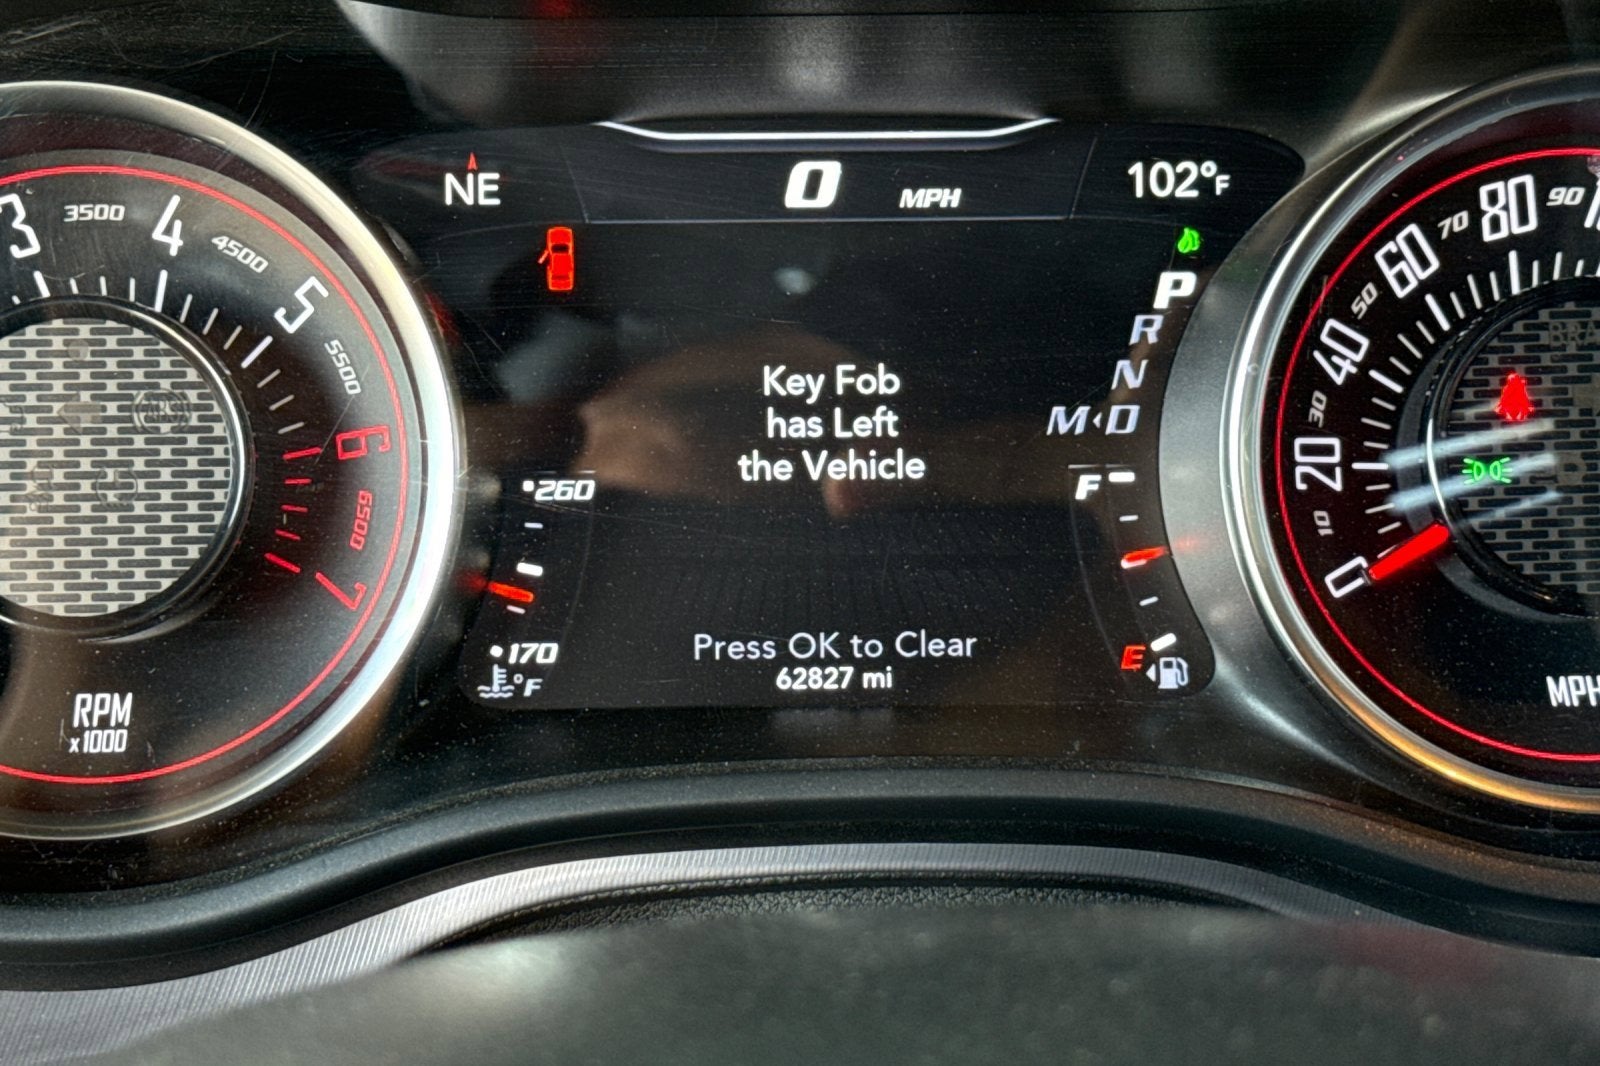 NE
0 MPH
102°F
3 3500 4 4500 5 5500 6 6500 7
RPM
x1000
Key Fob
has Left
the Vehicle
Press OK to Clear
62827 mi
260
170
°F
P
R
N
M D
F
E
0 10 20 30 40 50 60 70 80 90
MPH